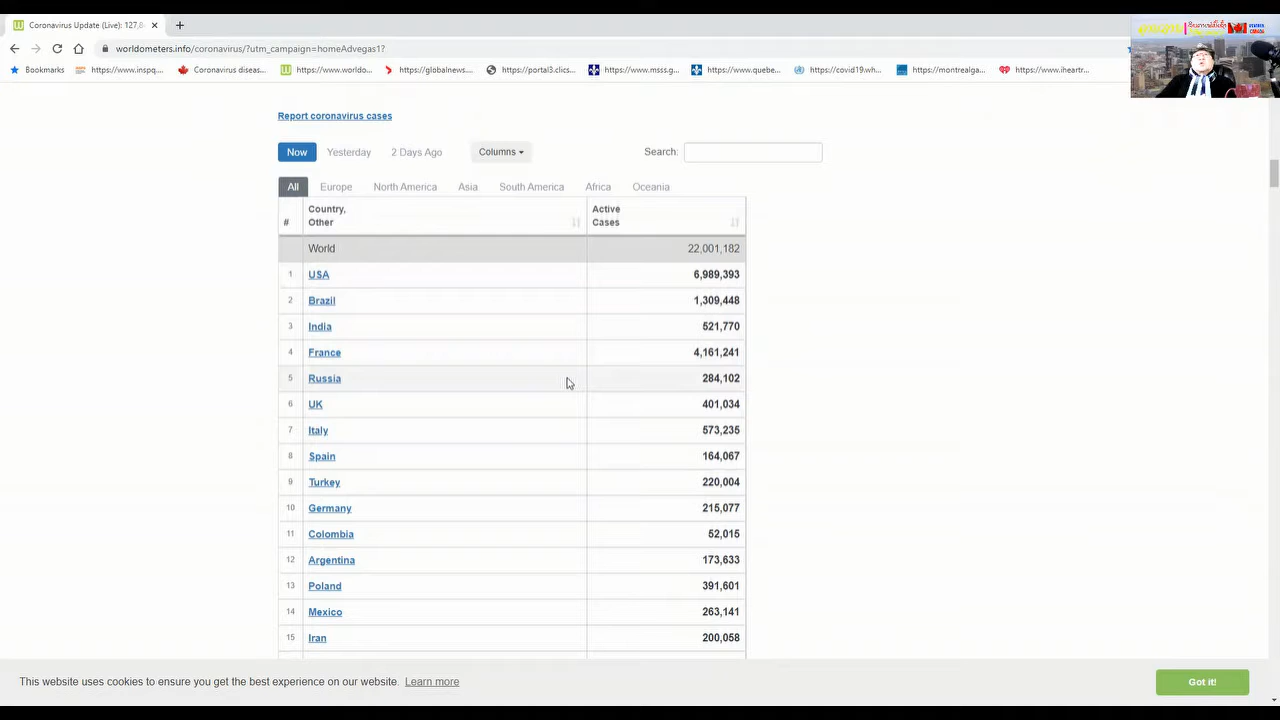 Coronavirus Update (Live): 127,8
worldometers.info/coronavirus/?utm_campaign=homeAdvegas1?
Bookmarks https://www.inspq... Coronavirus diseas... https://www.worldo... https://globalnews.... https://portal3.clics... https://www.msss.g... https://www.quebe... https://covid19.wh... https://montrealga... https://www.iheartr...
Report coronavirus cases
Now Yesterday 2 Days Ago Columns Search:
All Europe North America Asia South America Africa Oceania
# Country, Other Active Cases
World 22,001,182
1 USA 6,989,393
2 Brazil 1,309,448
3 India 521,770
4 France 4,161,241
5 Russia 284,102
6 UK 401,034
7 Italy 573,235
8 Spain 164,067
9 Turkey 220,004
10 Germany 215,077
11 Colombia 52,015
12 Argentina 173,633
13 Poland 391,601
14 Mexico 263,141
15 Iran 200,058
This website uses cookies to ensure you get the best experience on our website. Learn more Got it!